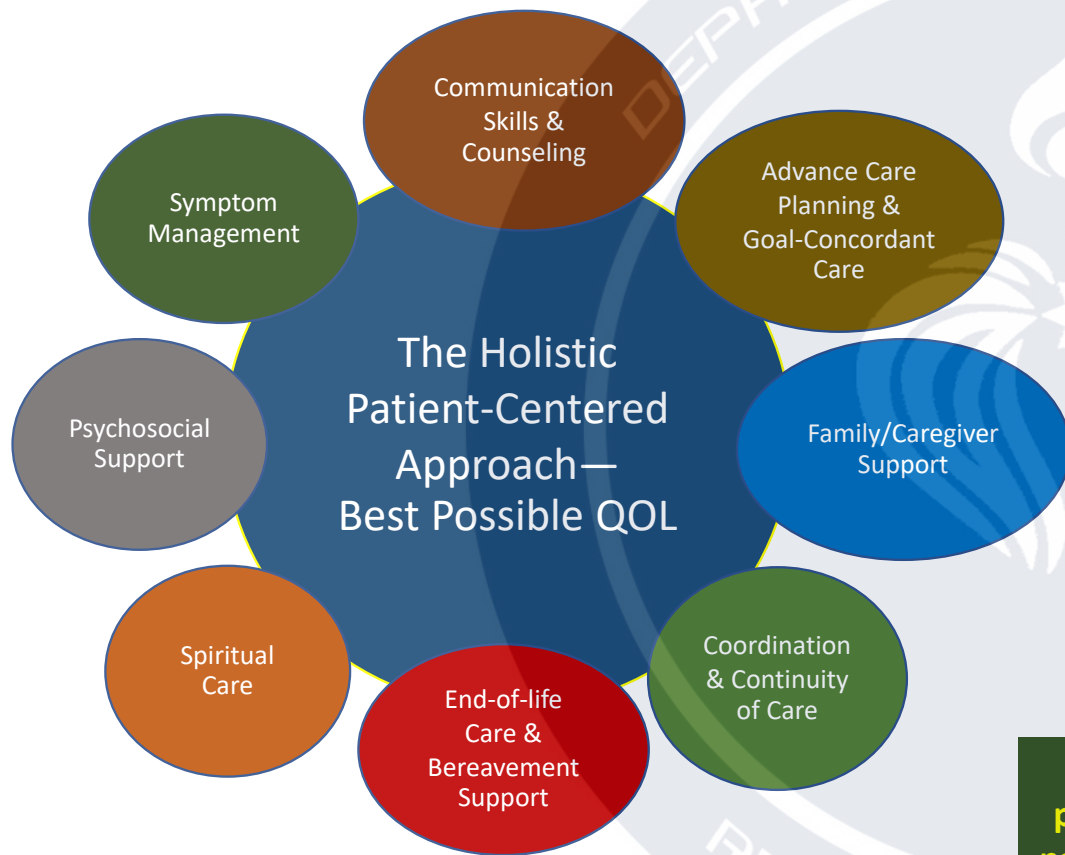 Communication
Skills &
Counseling
Advance Care
Planning &
Goal-Concordant
Care
Symptom
Management
The Holistic
Patient-Centered
Approach—
Best Possible QOL
Psychosocial
Support
Family/Caregiver
Support
Spiritual
Care
Coordination
& Continuity
of Care
End-of-life
Care &
Bereavement
Support